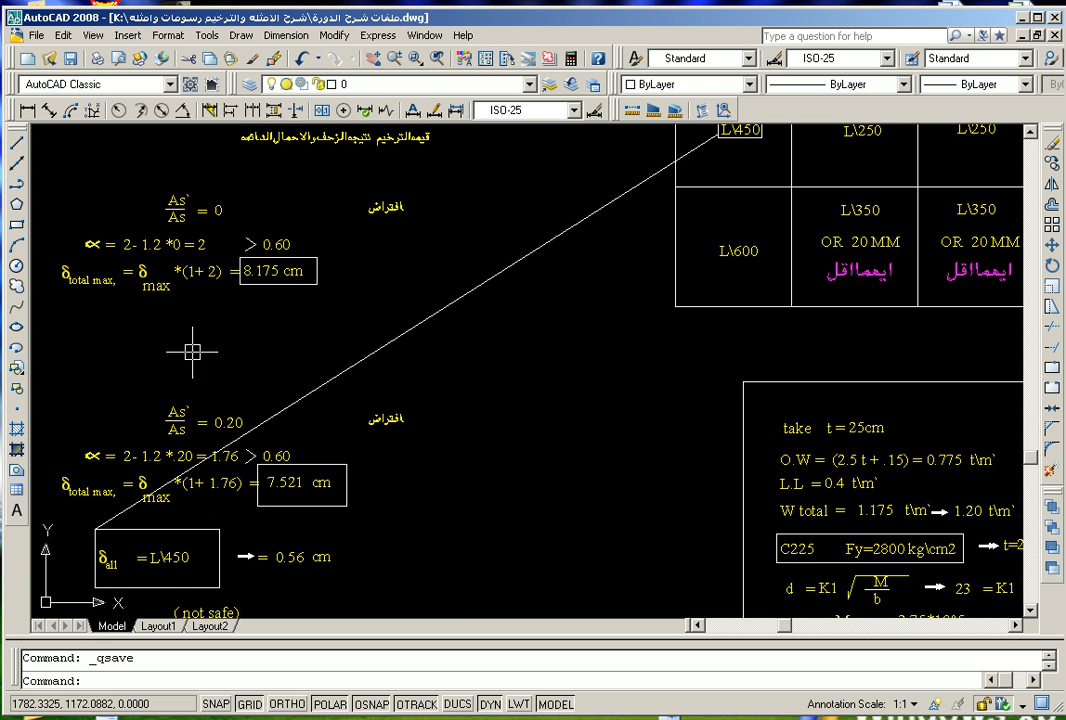 AutoCAD 2008 - [K:\ملفات شرح الدورة\شرح الامثله والترخيم رسومات وامثله.dwg]
File Edit View Insert Format Tools Draw Dimension Modify Express Window Help
Type a question for help
Standard ISO-25 Standard
AutoCAD Classic 0 ByLayer ByLayer ByLayer
ISO-25
قيمه الترخيم نتيجه الزحف والاحمال الدائمه
L\450 L\250 L\250
As` = 0
As
افتراض
∝ = 2- 1.2 *0 = 2 > 0.60
δtotal max, = δmax *(1+ 2) = 8.175 cm
L\350 L\350
OR 20 MM OR 20 MM
ايهما اقل ايهما اقل
L\600
As` = 0.20
As
افتراض
∝ = 2- 1.2 * 20 = 1.76 > 0.60
δtotal max, = δmax *(1+ 1.76) = 7.521 cm
δall = L\450 = 0.56 cm
( not safe)
take t = 25cm
O.W = (2.5 t + .15) = 0.775 t\m`
L.L = 0.4 t\m`
W total = 1.175 t\m` 1.20 t\m`
C225 Fy=2800 kg\cm2 t=2
d = K1 √ M 23 = K1
b
Y
X
Model Layout1 Layout2
Command: _qsave
Command:
1782.3325, 1172.0882, 0.0000 SNAP GRID ORTHO POLAR OSNAP OTRACK DUCS DYN LWT MODEL Annotation Scale: 1:1